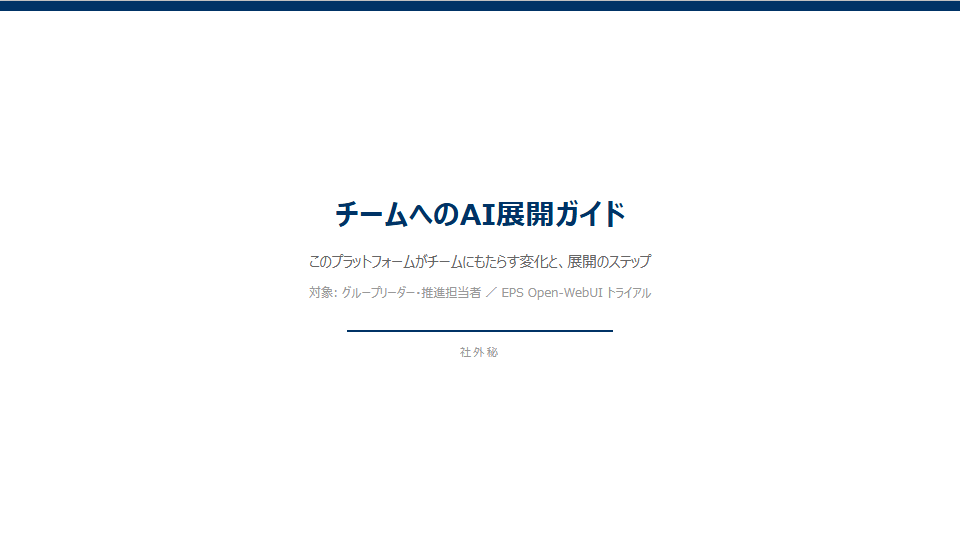 チームへのAI展開ガイド
このプラットフォームがチームにもたらす変化と、展開のステップ
対象: グループリーダー・推進担当者 ／ EPS Open-WebUI トライアル
社外秘